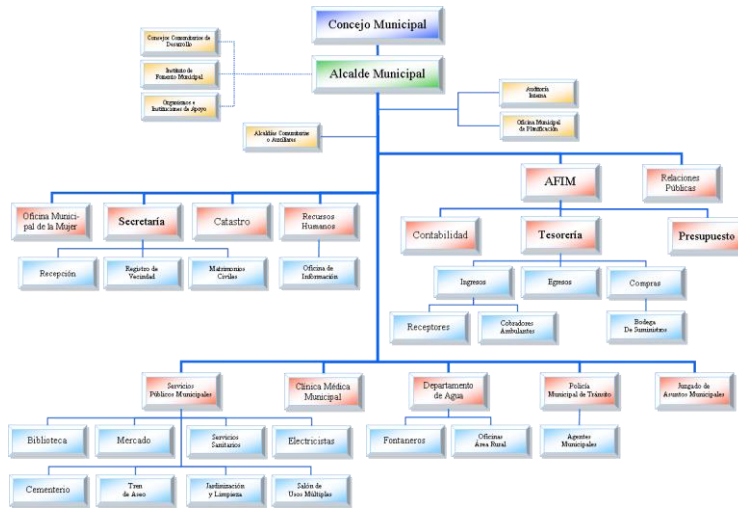 Concejo Municipal
Consejos Comunitarios de
Desarrollo
Instituto de
Fomento Municipal
Organismos e
Instituciones de Apoyo
Alcalde Municipal
Auditoría
Interna
Oficina Municipal
de Planificación
Alcaldías Comunitarias
o Auxiliares
AFIM
Relaciones
Públicas
Oficina Munici-
pal de la Mujer
Secretaría
Catastro
Recursos
Humanos
Contabilidad
Tesorería
Presupuesto
Recepción
Registro de
Vecindad
Matrimonios
Civiles
Oficina de
Información
Ingresos
Egresos
Compras
Receptores
Cobradores
Ambulantes
Bodega
De Suministros
Servicios
Públicos Municipales
Clínica Médica
Municipal
Departamento
de Agua
Policía
Municipal de Tránsito
Juzgado de
Asuntos Municipales
Biblioteca
Mercado
Servicios
Sanitarios
Electricistas
Fontaneros
Oficinas
Área Rural
Agentes
Municipales
Cementerio
Tren
de Aseo
Jardinización
y Limpieza
Salón de
Usos Múltiples